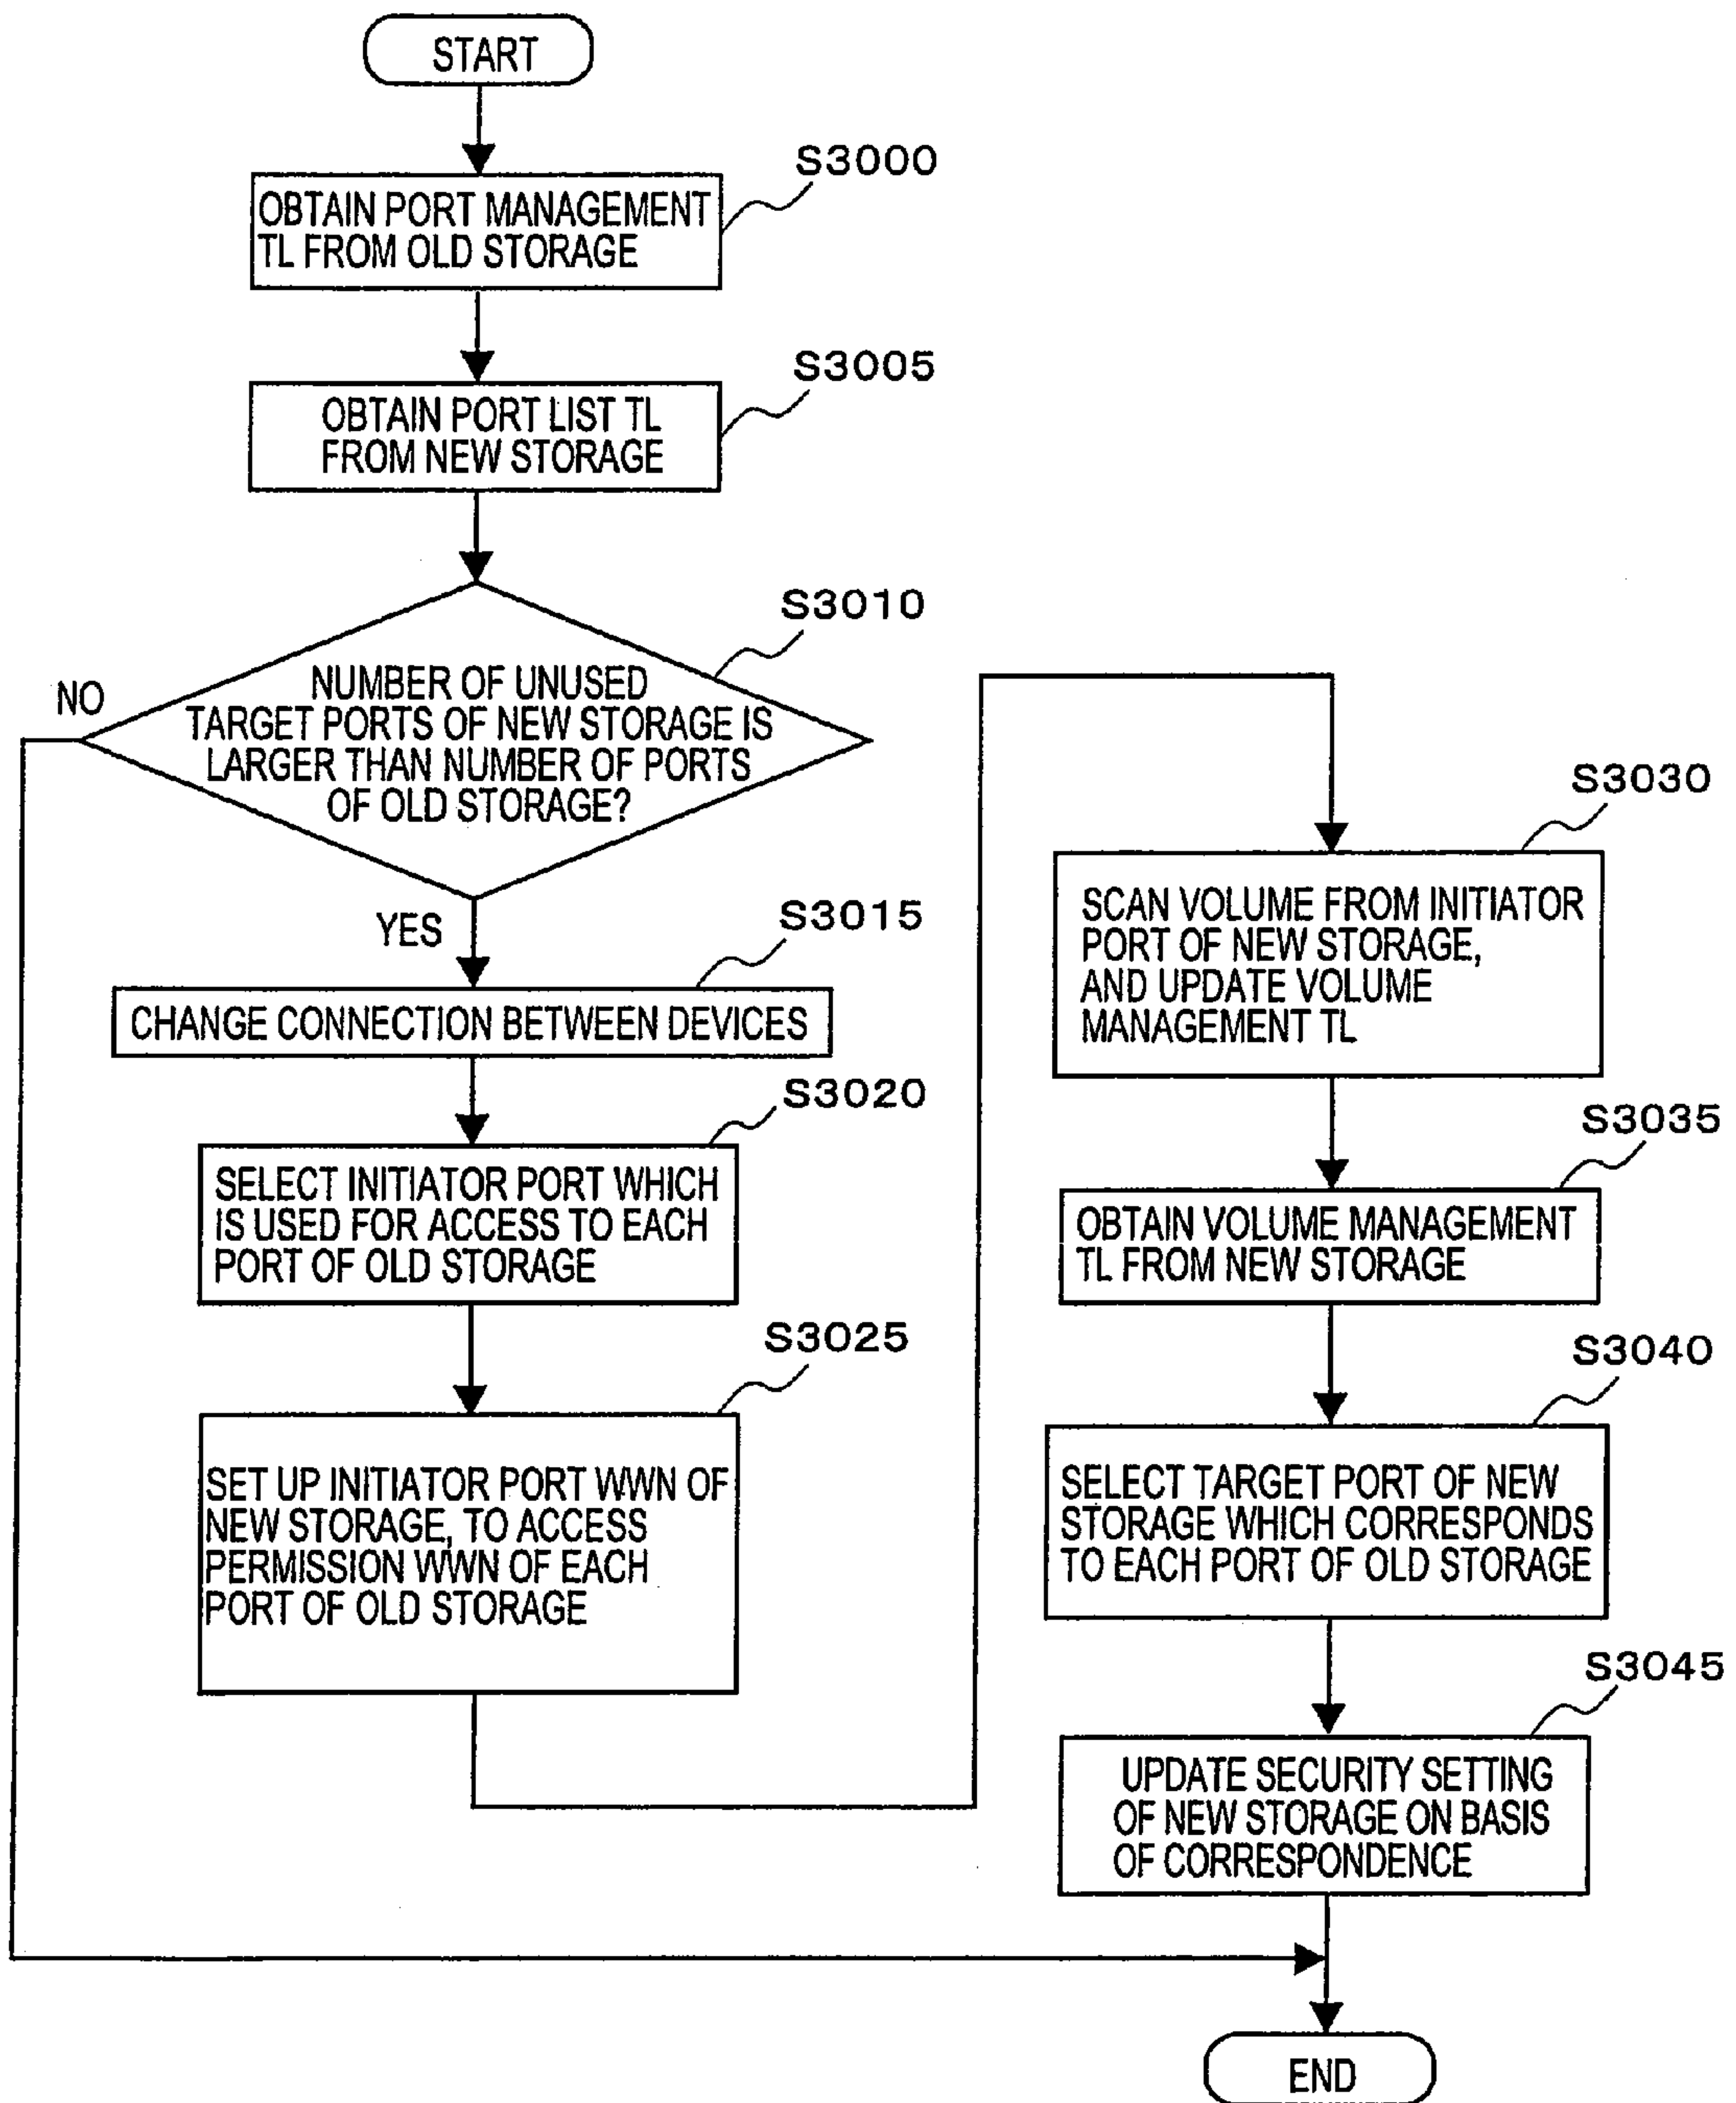 START
S3000
OBTAIN PORT MANAGEMENT
TL FROM OLD STORAGE
S3005
OBTAIN PORT LIST TL
FROM NEW STORAGE
S3010
NUMBER OF UNUSED
TARGET PORTS OF NEW STORAGE IS
LARGER THAN NUMBER OF PORTS
OF OLD STORAGE?
NO
YES
S3015
CHANGE CONNECTION BETWEEN DEVICES
S3020
SELECT INITIATOR PORT WHICH
IS USED FOR ACCESS TO EACH
PORT OF OLD STORAGE
S3025
SET UP INITIATOR PORT WWN OF
NEW STORAGE, TO ACCESS
PERMISSION WWN OF EACH
PORT OF OLD STORAGE
S3030
SCAN VOLUME FROM INITIATOR
PORT OF NEW STORAGE,
AND UPDATE VOLUME
MANAGEMENT TL
S3035
OBTAIN VOLUME MANAGEMENT
TL FROM NEW STORAGE
S3040
SELECT TARGET PORT OF NEW
STORAGE WHICH CORRESPONDS
TO EACH PORT OF OLD STORAGE
S3045
UPDATE SECURITY SETTING
OF NEW STORAGE ON BASIS
OF CORRESPONDENCE
END